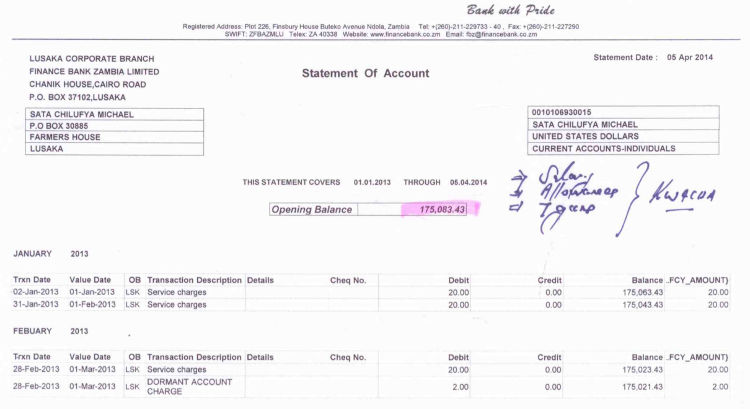 Bank with Pride
Registered Address: Plot 226, Finsbury House Buteko Avenue Ndola, Zambia Tel: +(260)-211-229733 - 40 , Fax: +(260)-211-227290
SWIFT: ZFBAZMLU Telex: ZA 40338 Website: www.financebank.co.zm Email: fbz@financebank.co.zm
Statement Date : 05 Apr 2014
LUSAKA CORPORATE BRANCH
FINANCE BANK ZAMBIA LIMITED
CHANIK HOUSE,CAIRO ROAD
P.O. BOX 37102,LUSAKA
Statement Of Account
SATA CHILUFYA MICHAEL
P.O BOX 30885
FARMERS HOUSE
LUSAKA
0010106930015
SATA CHILUFYA MICHAEL
UNITED STATES DOLLARS
CURRENT ACCOUNTS-INDIVIDUALS
THIS STATEMENT COVERS 01.01.2013 THROUGH 05.04.2014
Opening Balance 175,083.43
Allowances
KWACHA
JANUARY 2013
Trxn Date Value Date OB Transaction Description Details Cheq No. Debit Credit Balance ..FCY_AMOUNT)
02-Jan-2013 01-Jan-2013 LSK Service charges 20.00 0.00 175,063.43 20.00
31-Jan-2013 01-Feb-2013 LSK Service charges 20.00 0.00 175,043.43 20.00
FEBUARY 2013
Trxn Date Value Date OB Transaction Description Details Cheq No. Debit Credit Balance ..FCY_AMOUNT)
28-Feb-2013 01-Mar-2013 LSK Service charges 20.00 0.00 175,023.43 20.00
28-Feb-2013 01-Mar-2013 LSK DORMANT ACCOUNT CHARGE 2.00 0.00 175,021.43 2.00